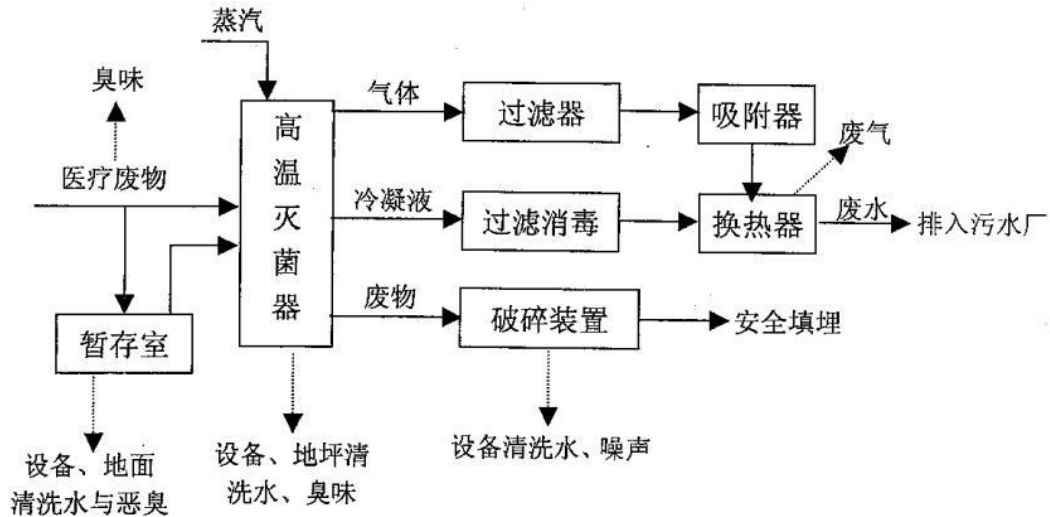 蒸汽
臭味
气体
过滤器
吸附器
废气
医疗废物
高
温
灭
菌
器
冷凝液
过滤消毒
换热器
废水
排入污水厂
废物
破碎装置
安全填埋
暂存室
设备、地面
清洗水与恶臭
设备、地坪清
洗水、臭味
设备清洗水、噪声